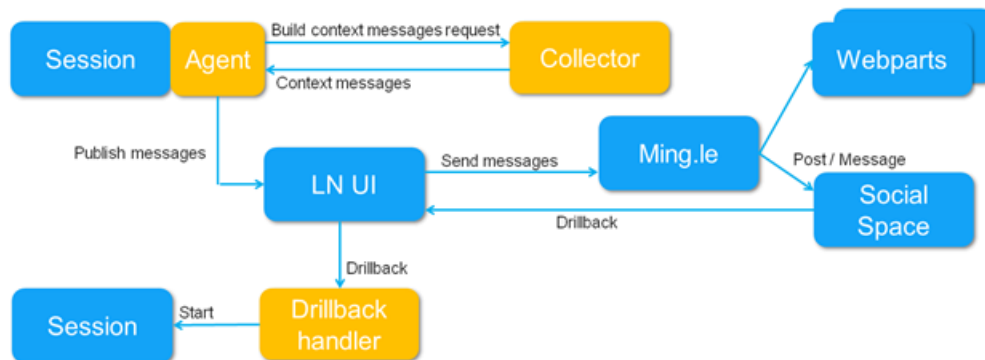 Build context messages request
Session
Agent
Collector
Webparts
Context messages
Publish messages
Send messages
Ming.le
Post / Message
LN UI
Social
Space
Drillback
Drillback
Session
Start
Drillback
handler